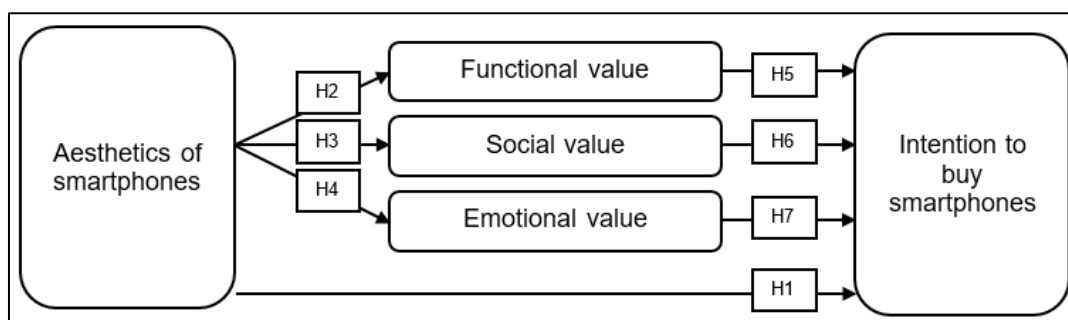 Aesthetics of
smartphones
H2
H3
H4
Functional value
Social value
Emotional value
H5
H6
H7
H1
Intention to
buy
smartphones